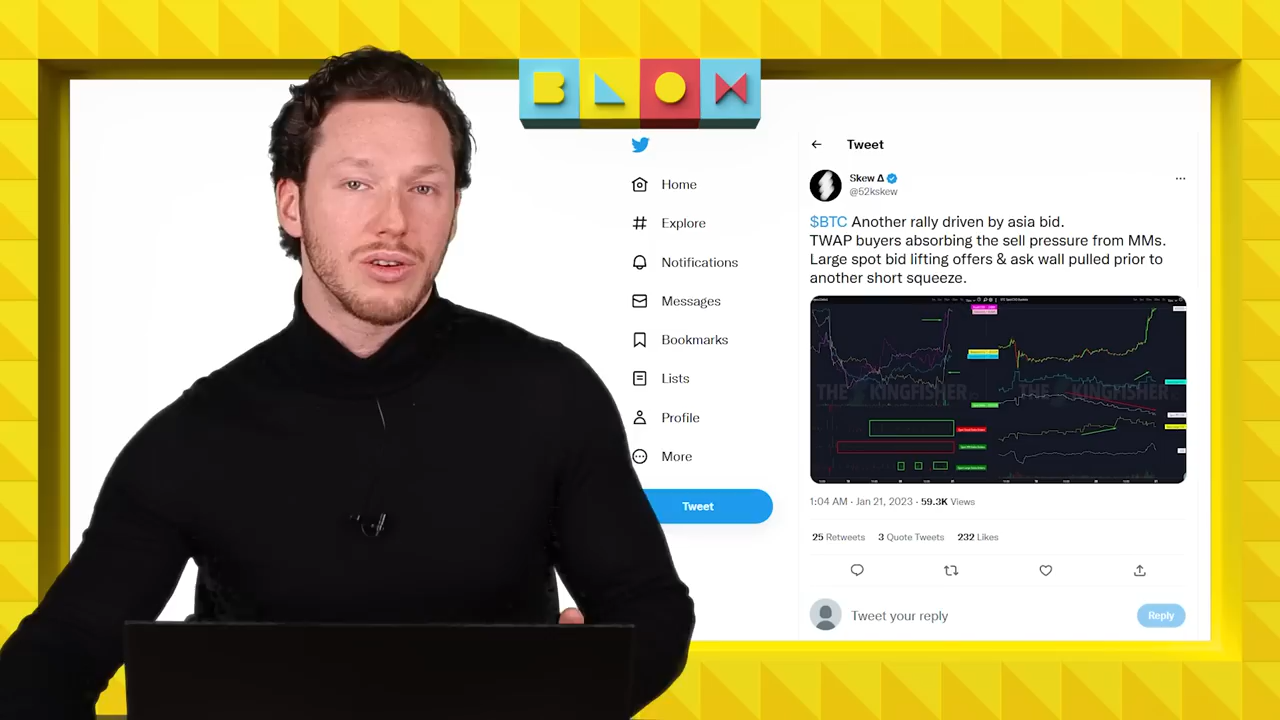 BLOX
Home
Explore
Notifications
Messages
Bookmarks
Lists
Profile
More
Tweet
Tweet
Skew Δ
@52kskew
$BTC Another rally driven by asia bid.
TWAP buyers absorbing the sell pressure from MMs.
Large spot bid lifting offers & ask wall pulled prior to
another short squeeze.
THE KINGFISHER
THE KINGFISHER
1:04 AM · Jan 21, 2023 · 59.3K Views
25 Retweets 3 Quote Tweets 232 Likes
Tweet your reply
Reply